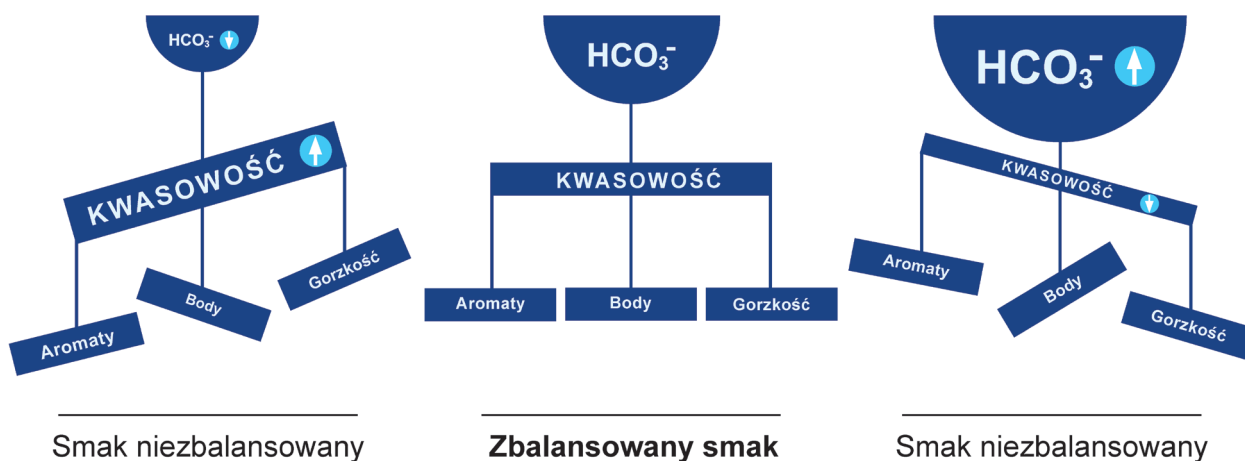 HCO₃⁻
KWASOWOŚĆ
Aromaty
Body
Gorzkość
Smak niezbalansowany
HCO₃⁻
KWASOWOŚĆ
Aromaty
Body
Gorzkość
Zbalansowany smak
HCO₃⁻
KWASOWOŚĆ
Aromaty
Body
Gorzkość
Smak niezbalansowany